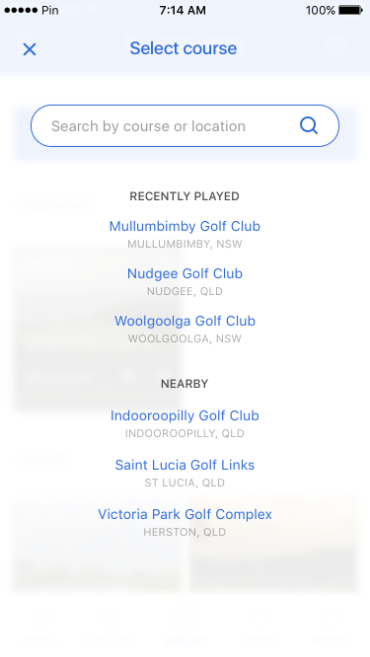 Pin
7:14 AM
100%
Select course
Search by course or location
RECENTLY PLAYED
Mullumbimby Golf Club
MULLUMBIMBY, NSW
Nudgee Golf Club
NUDGEE, QLD
Woolgoolga Golf Club
WOOLGOOLGA, NSW
NEARBY
Indooroopilly Golf Club
INDOOROOPILLY, QLD
Saint Lucia Golf Links
ST LUCIA, QLD
Victoria Park Golf Complex
HERSTON, QLD